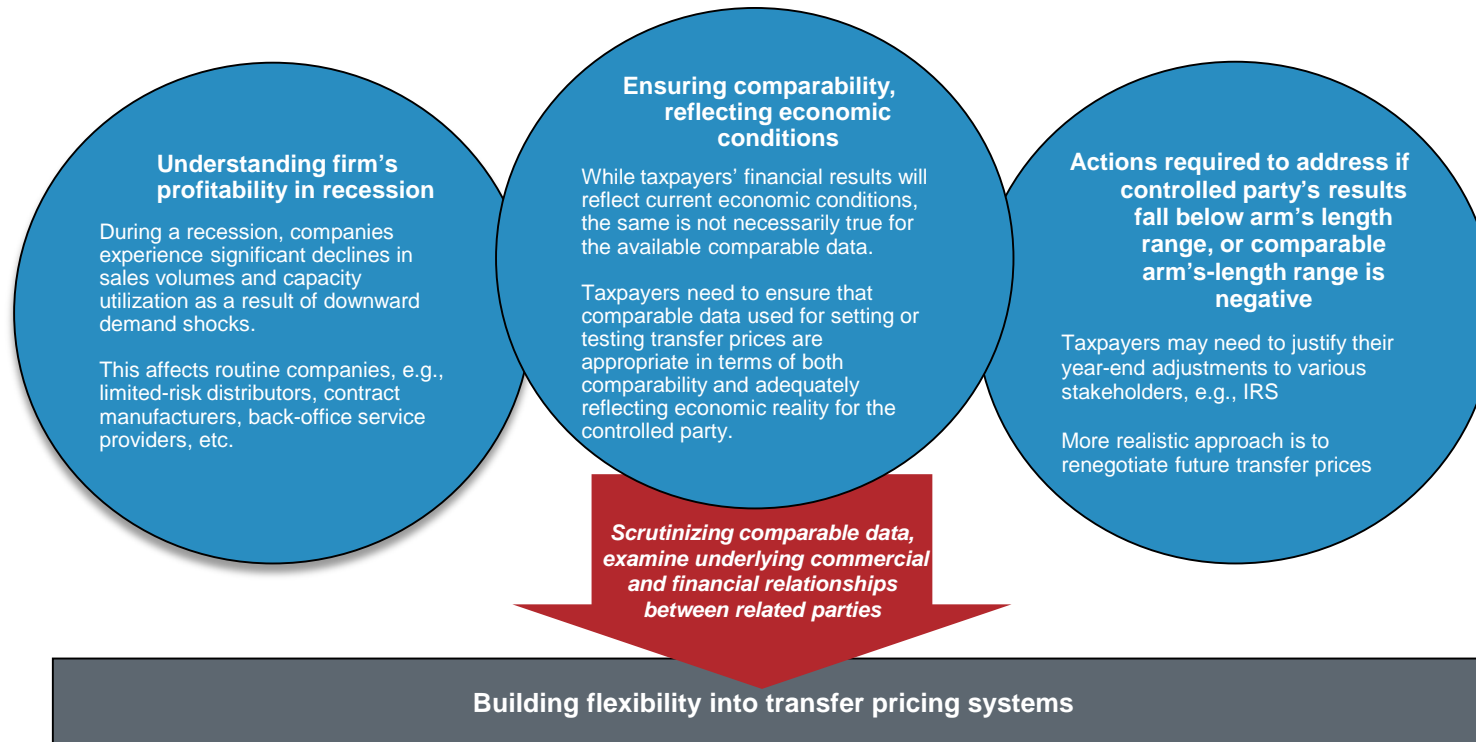 Understanding firm's
profitability in recession
During a recession, companies
experience significant declines in
sales volumes and capacity
utilization as a result of downward
demand shocks.
This affects routine companies, e.g.,
limited-risk distributors, contract
manufacturers, back-office service
providers, etc.
Ensuring comparability,
reflecting economic
conditions
While taxpayers' financial results will
reflect current economic conditions,
the same is not necessarily true for
the available comparable data.
Taxpayers need to ensure that
comparable data used for setting or
testing transfer prices are
appropriate in terms of both
comparability and adequately
reflecting economic reality for the
controlled party.
Actions required to address if
controlled party's results
fall below arm's length
range, or comparable
arm's-length range is
negative
Taxpayers may need to justify their
year-end adjustments to various
stakeholders, e.g., IRS
More realistic approach is to
renegotiate future transfer prices
Scrutinizing comparable data,
examine underlying commercial
and financial relationships
between related parties
Building flexibility into transfer pricing systems